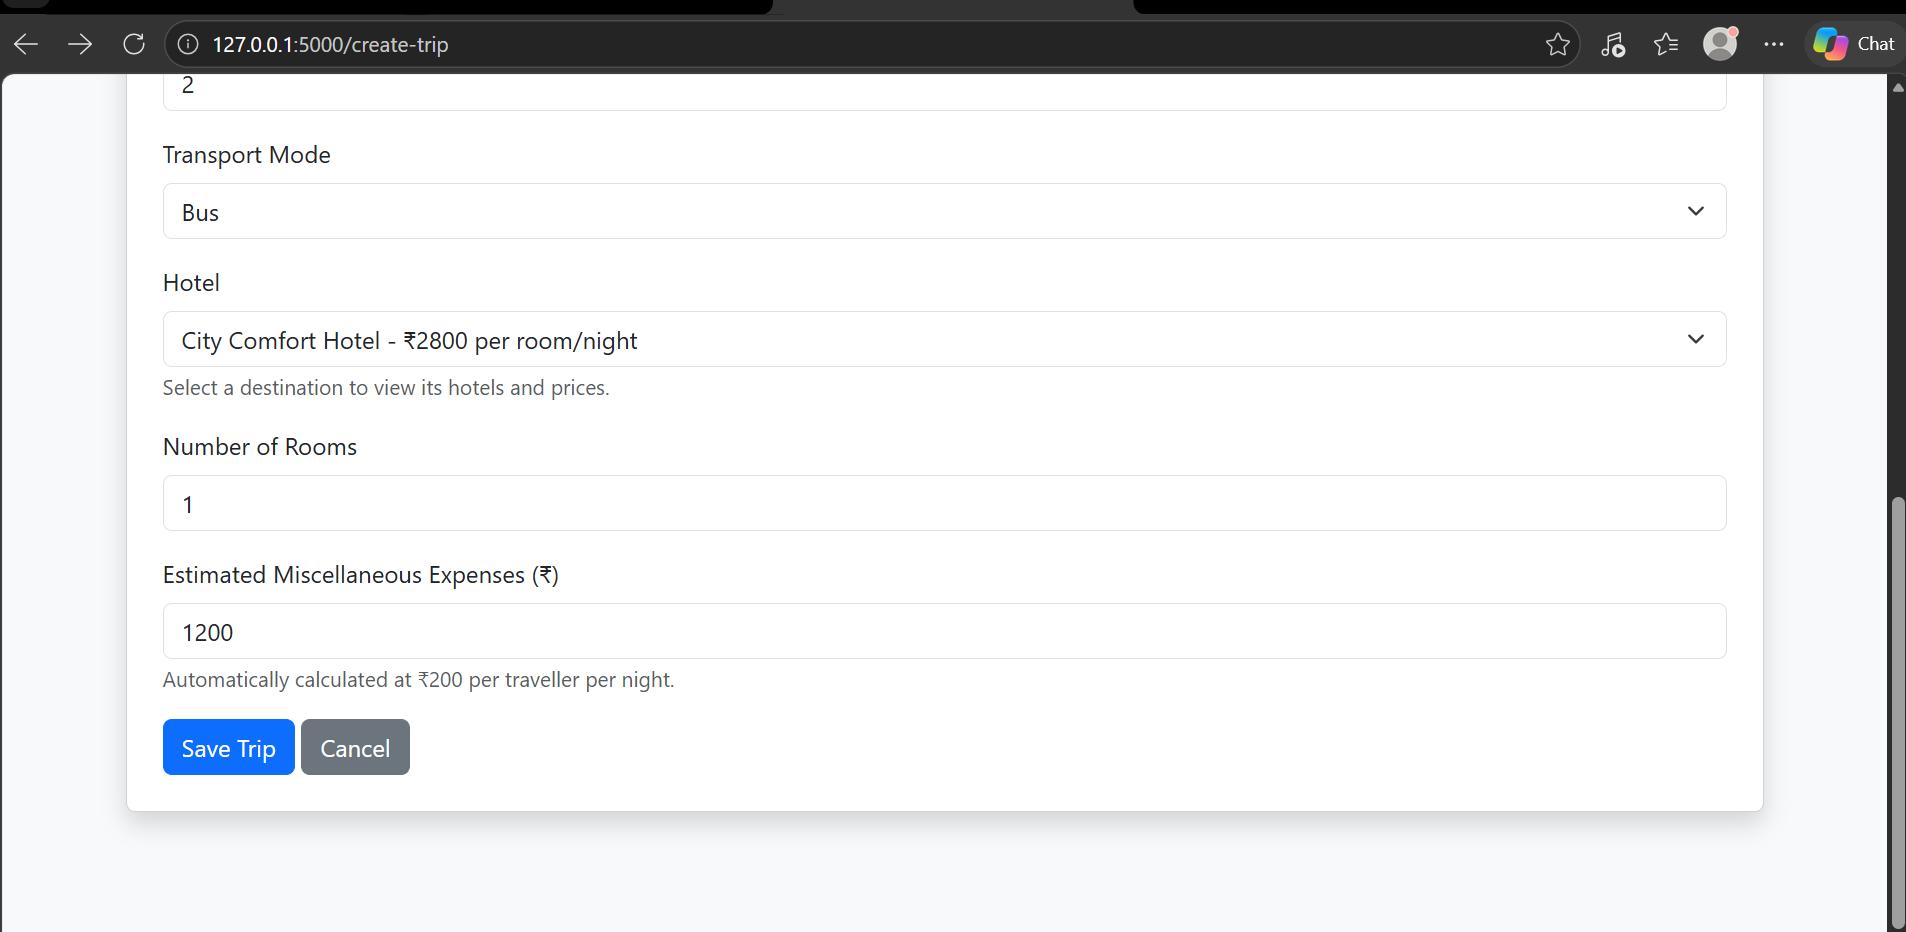 127.0.0.1:5000/create-trip
Chat
2
Transport Mode
Bus
Hotel
City Comfort Hotel - ₹2800 per room/night
Select a destination to view its hotels and prices.
Number of Rooms
1
Estimated Miscellaneous Expenses (₹)
1200
Automatically calculated at ₹200 per traveller per night.
Save Trip Cancel